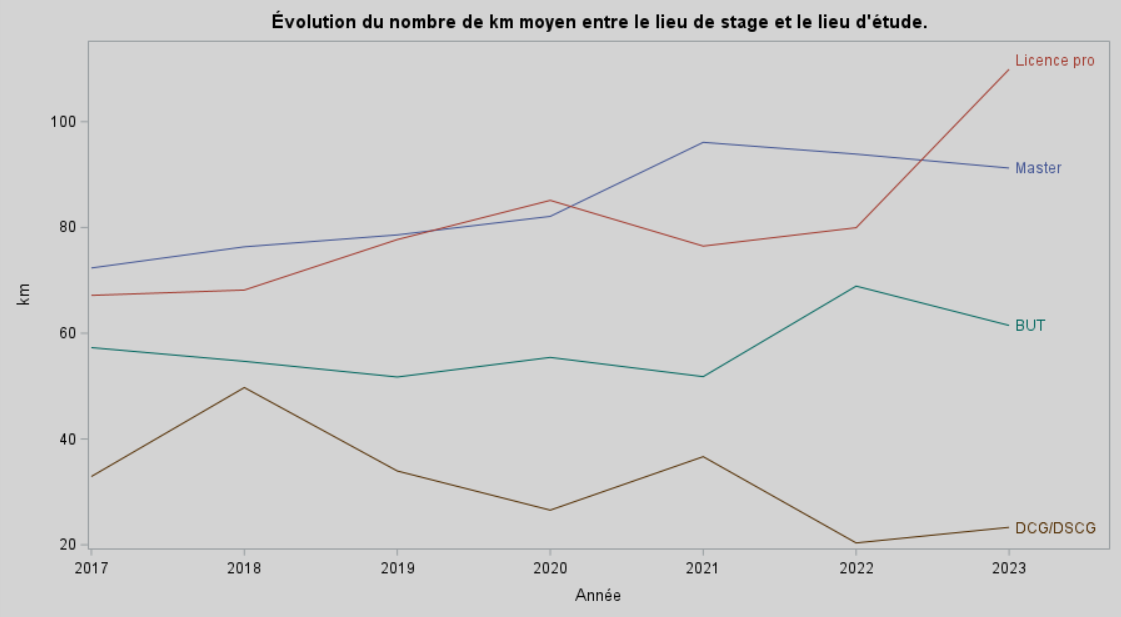 Évolution du nombre de km moyen entre le lieu de stage et le lieu d'étude.
Licence pro
100
Master
80
km
60
BUT
40
DCG/DSCG
20
2017 2018 2019 2020 2021 2022 2023
Année